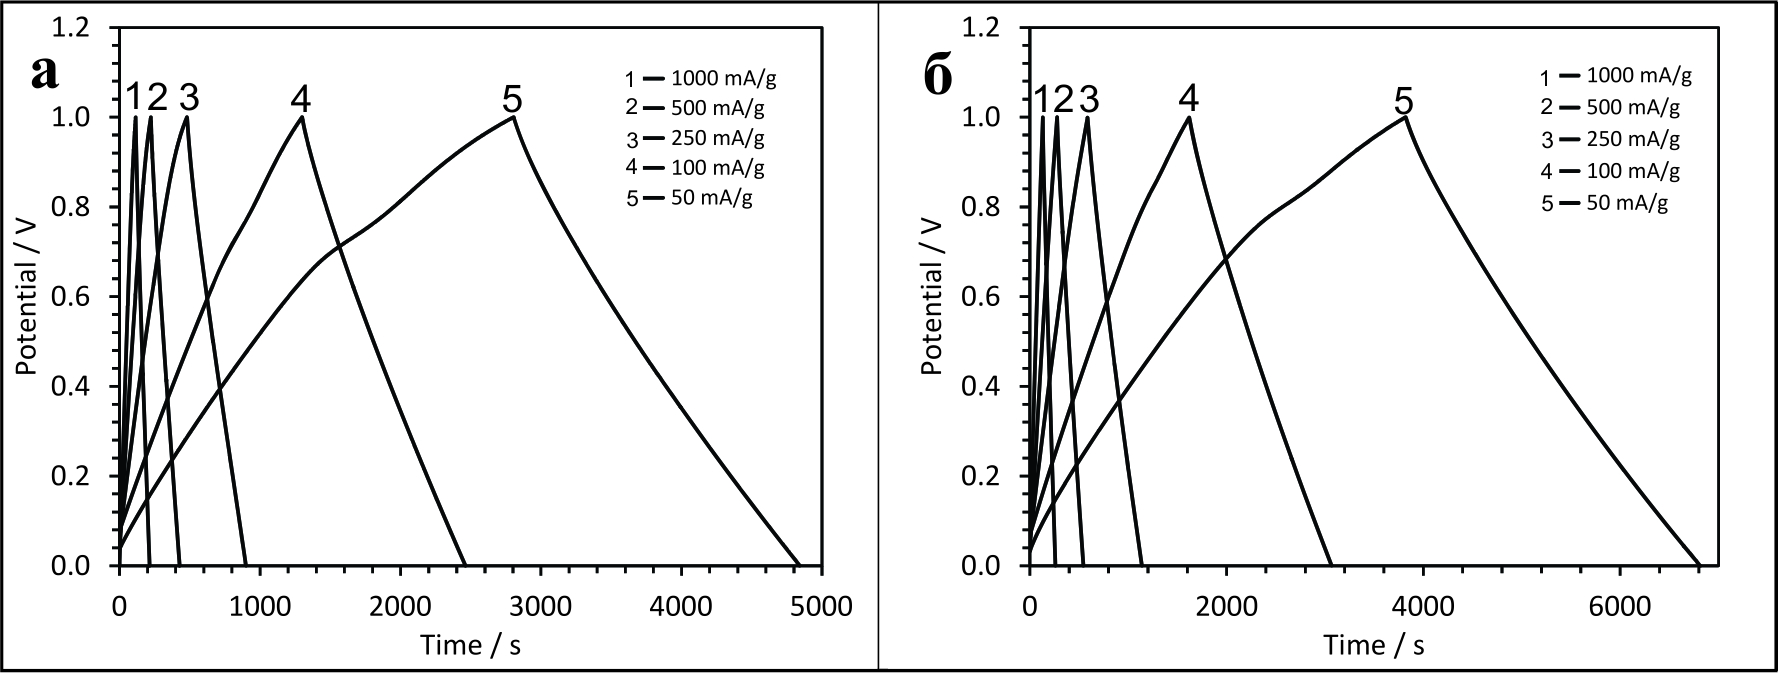 а
1.2
1.0
0.8
0.6
0.4
0.2
0.0
Potential / V
1 2 3 4 5
1 1000 mA/g
2 500 mA/g
3 250 mA/g
4 100 mA/g
5 50 mA/g
0 1000 2000 3000 4000 5000
Time / s
б
1.2
1.0
0.8
0.6
0.4
0.2
0.0
Potential / V
1 2 3 4 5
1 1000 mA/g
2 500 mA/g
3 250 mA/g
4 100 mA/g
5 50 mA/g
0 2000 4000 6000
Time / s